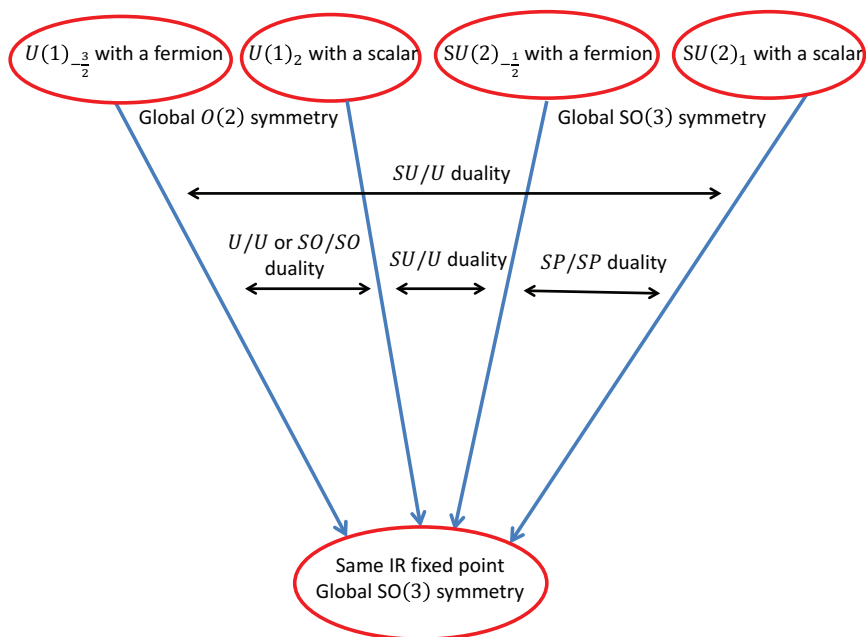 U(1)_{-\frac{3}{2}} with a fermion
U(1)_2 with a scalar
SU(2)_{-\frac{1}{2}} with a fermion
SU(2)_1 with a scalar
Global O(2) symmetry
Global SO(3) symmetry
SU/U duality
U/U or SO/SO
duality
SU/U duality
SP/SP duality
Same IR fixed point
Global SO(3) symmetry